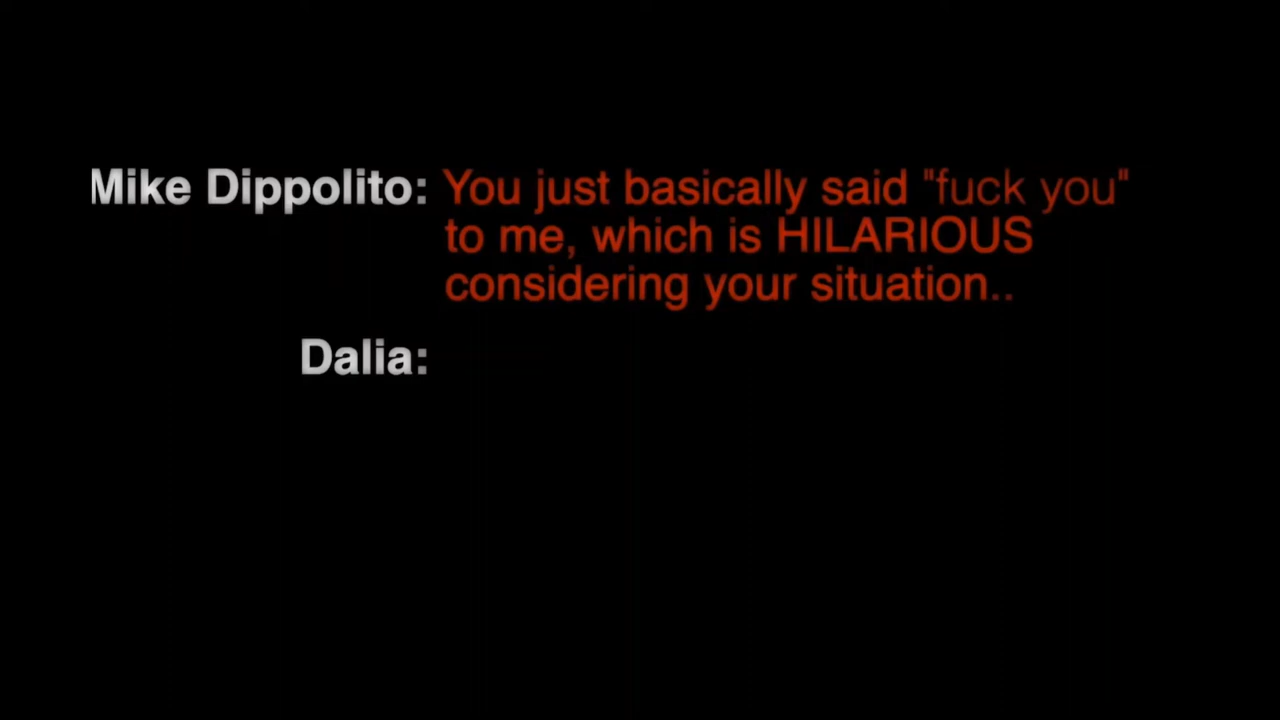 Mike Dippolito: You just basically said "fuck you"
to me, which is HILARIOUS
considering your situation..
Dalia: